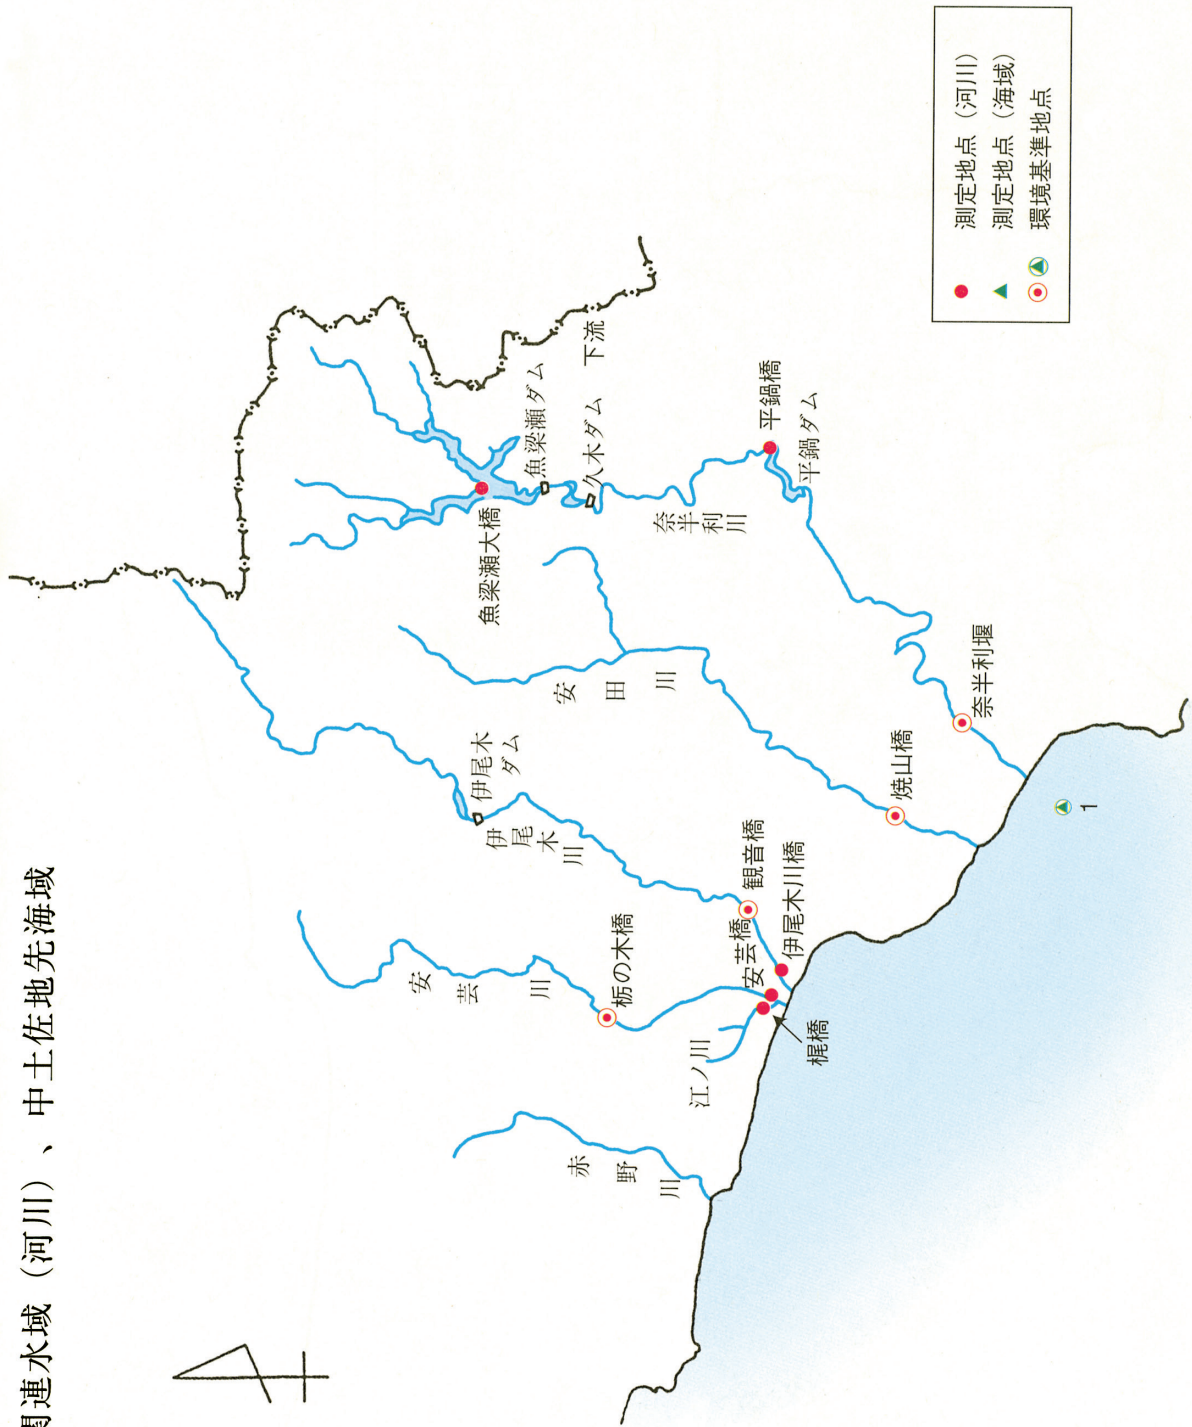 関連水域（河川）、中土佐地先海域
測定地点（河川）
測定地点（海域）
環境基準地点
魚梁瀬大橋
魚梁瀬ダム
久木ダム 下流
奈半利川
平鍋橋
平鍋ダム
奈半利堰
安田川
焼山橋
伊尾木ダム
伊尾木川
観音橋
伊尾木川橋
安芸川
栃の木橋
安芸橋
梶橋
江ノ川
赤野川
1